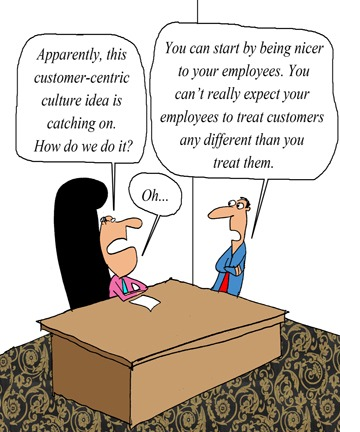 Apparently, this
customer-centric
culture idea is
catching on.
How do we do it?
You can start by being nicer
to your employees. You
can't really expect your
employees to treat customers
any different than you
treat them.
Oh...